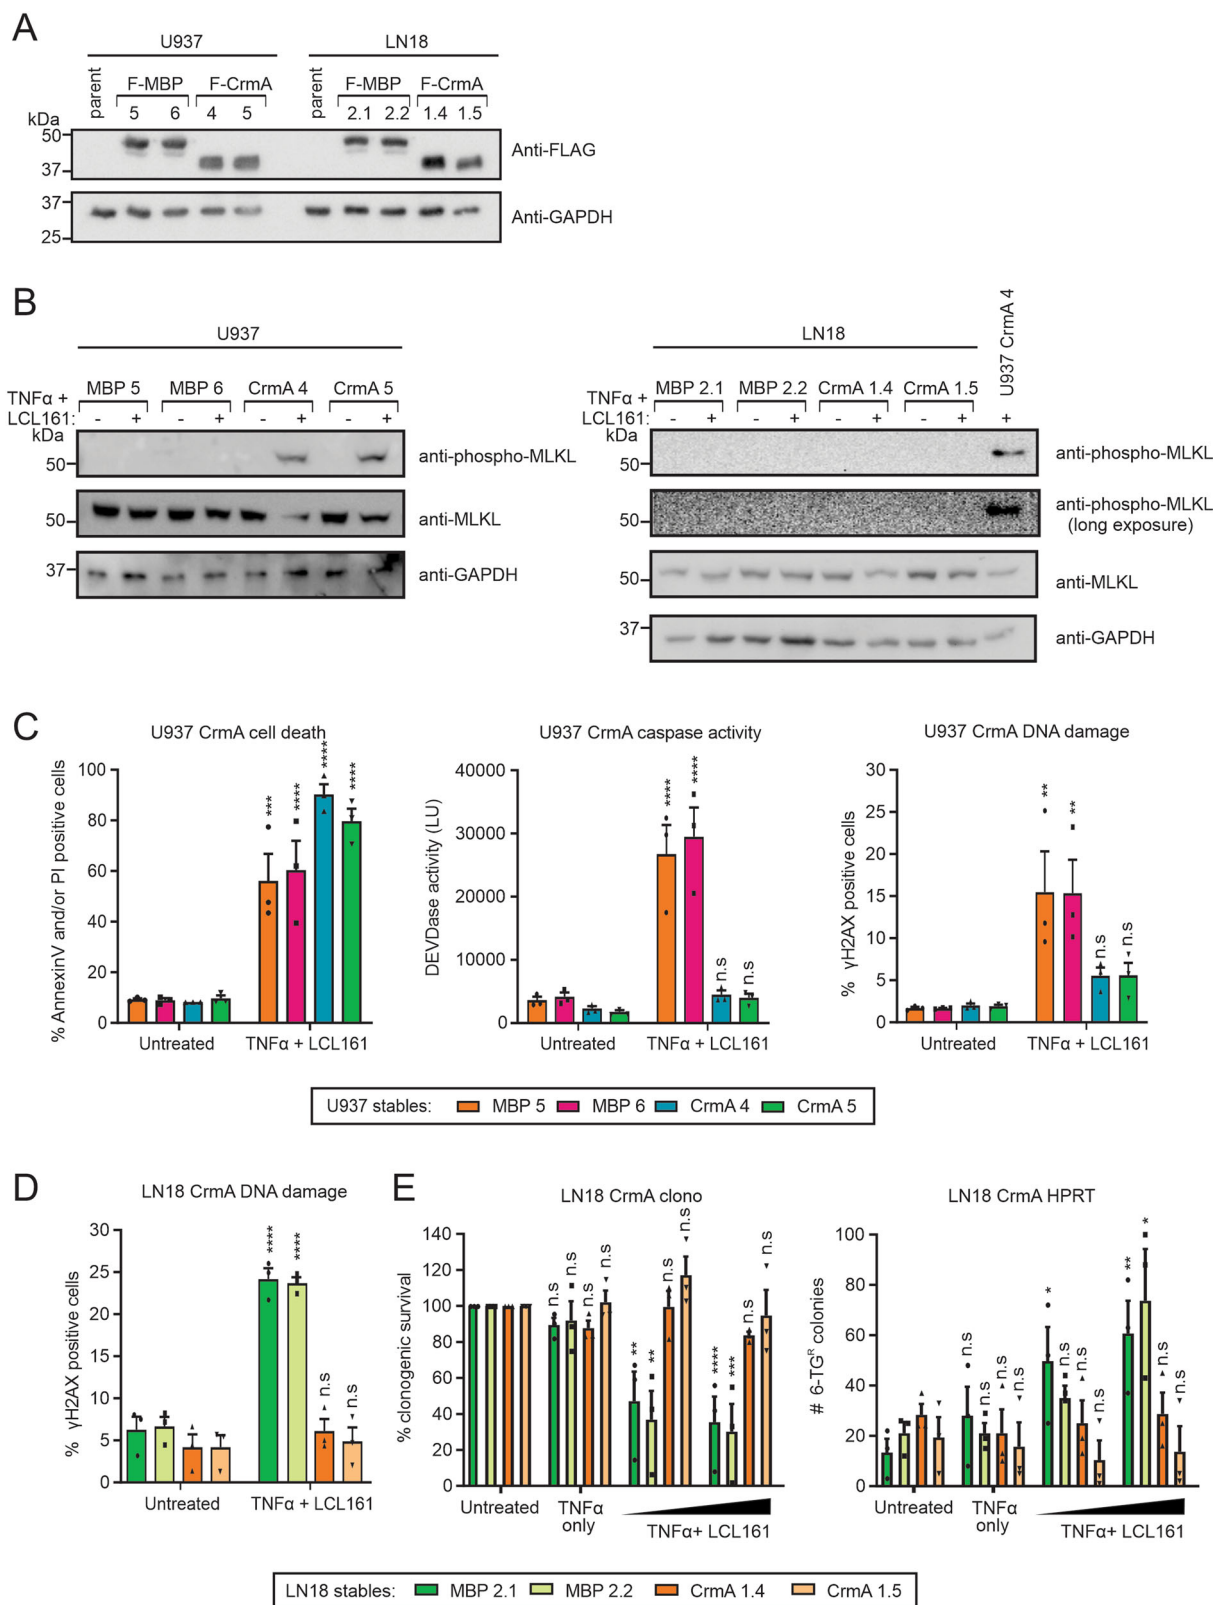 A
U937
LN18
parent
F-MBP
F-CrmA
parent
F-MBP
F-CrmA
kDa
5
6
4
5
2.1
2.2
1.4
1.5
50
37
Anti-FLAG
37
25
Anti-GAPDH
B
U937
LN18
U937 CrmA 4
TNFα +
LCL161:
MBP 5
MBP 6
CrmA 4
CrmA 5
- + - + - + - +
kDa
50
anti-phospho-MLKL
50
anti-MLKL
37
anti-GAPDH
TNFα +
LCL161:
MBP 2.1
MBP 2.2
CrmA 1.4
CrmA 1.5
- + - + - + - + +
kDa
50
anti-phospho-MLKL
50
anti-phospho-MLKL
(long exposure)
50
anti-MLKL
37
anti-GAPDH
C
U937 CrmA cell death
% AnnexinV and/or PI positive cells
100
80
60
40
20
0
***
****
****
****
Untreated
TNFα + LCL161
U937 CrmA caspase activity
DEVDase activity (LU)
40000
30000
20000
10000
0
****
****
n.s
n.s
Untreated
TNFα + LCL161
U937 CrmA DNA damage
% γH2AX positive cells
30
25
20
15
10
5
0
**
**
n.s
n.s
Untreated
TNFα + LCL161
U937 stables: MBP 5 MBP 6 CrmA 4 CrmA 5
D
LN18 CrmA DNA damage
% γH2AX positive cells
30
25
20
15
10
5
0
****
****
n.s
n.s
Untreated
TNFα + LCL161
E
LN18 CrmA clono
% clonogenic survival
140
120
100
80
60
40
20
0
n.s
n.s
n.s
n.s
**
**
n.s
n.s
****
***
n.s
n.s
Untreated
TNFα
only
TNFα+ LCL161
LN18 CrmA HPRT
# 6-TGᴿ colonies
100
80
60
40
20
0
n.s
n.s
n.s
n.s
*
n.s
n.s
n.s
**
*
n.s
n.s
Untreated
TNFα
only
TNFα+ LCL161
LN18 stables: MBP 2.1 MBP 2.2 CrmA 1.4 CrmA 1.5